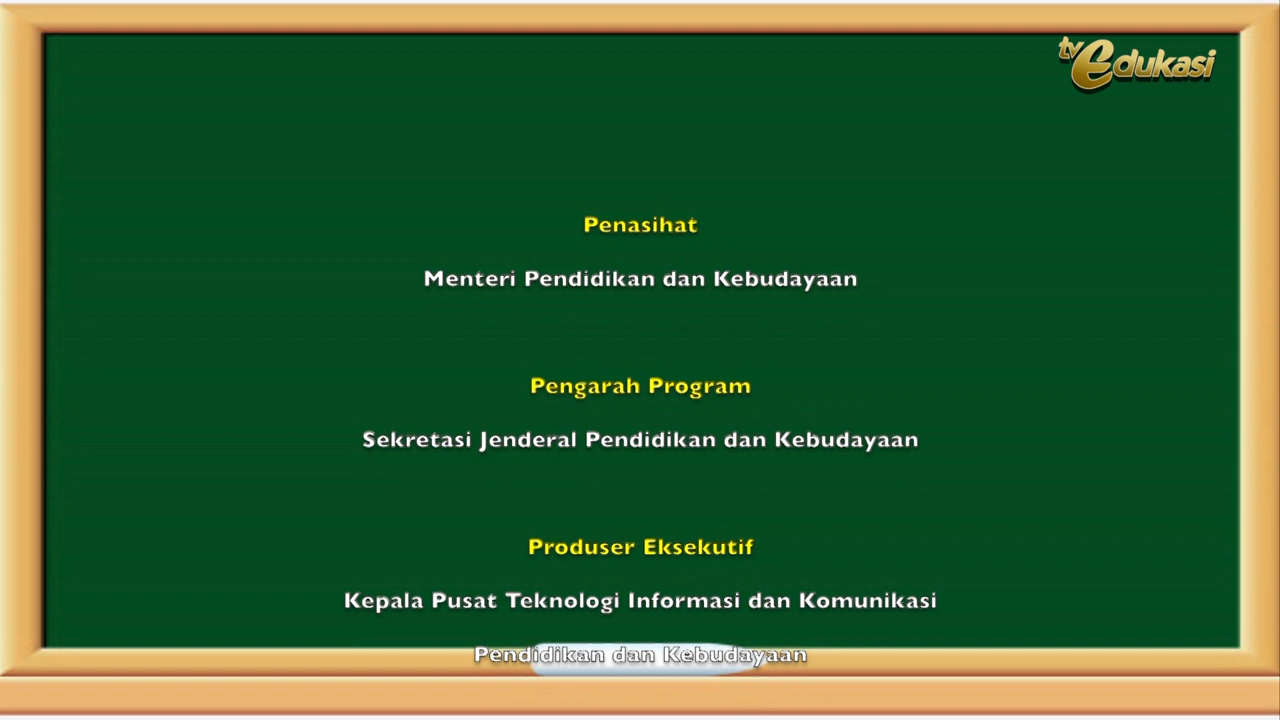 tv edukasi
Penasihat
Menteri Pendidikan dan Kebudayaan
Pengarah Program
Sekretasi Jenderal Pendidikan dan Kebudayaan
Produser Eksekutif
Kepala Pusat Teknologi Informasi dan Komunikasi
Pendidikan dan Kebudayaan